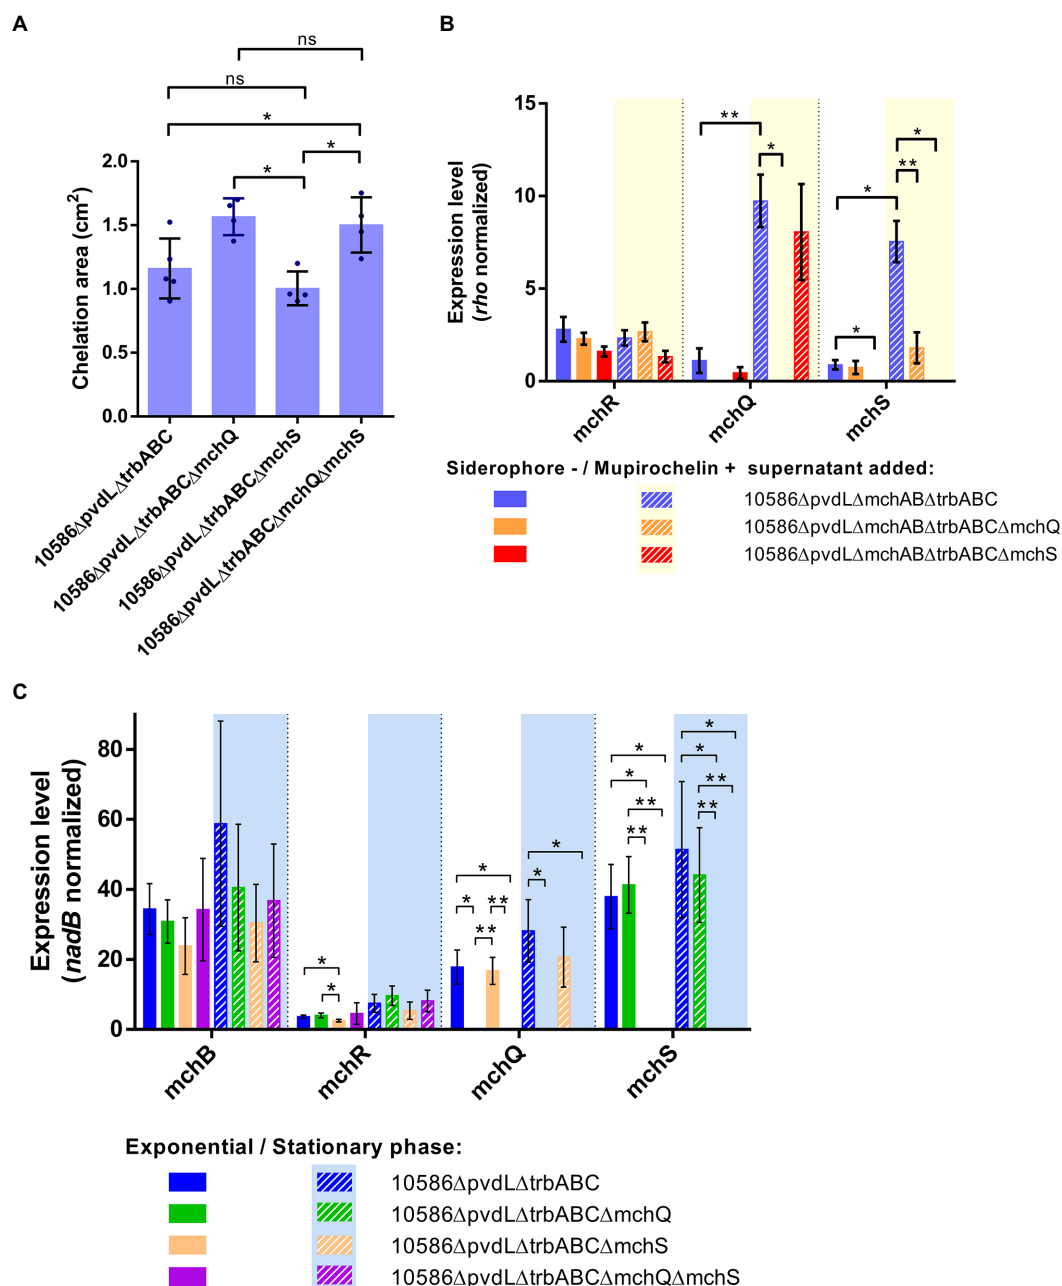 A
ns
ns
*
*
*
Chelation area (cm2)
2.0
1.5
1.0
0.5
0.0
10586ΔpvdLΔtrbABC
10586ΔpvdLΔtrbABCΔmchQ
10586ΔpvdLΔtrbABCΔmchS
10586ΔpvdLΔtrbABCΔmchQΔmchS
B
Expression level
(rho normalized)
15
10
5
0
**
*
*
*
**
*
mchR
mchQ
mchS
Siderophore - / Mupirochelin + supernatant added:
10586ΔpvdLΔmchABΔtrbABC
10586ΔpvdLΔmchABΔtrbABCΔmchQ
10586ΔpvdLΔmchABΔtrbABCΔmchS
C
Expression level
(nadB normalized)
80
60
40
20
0
*
*
*
*
**
**
*
*
*
*
**
**
*
*
**
**
mchB
mchR
mchQ
mchS
Exponential / Stationary phase:
10586ΔpvdLΔtrbABC
10586ΔpvdLΔtrbABCΔmchQ
10586ΔpvdLΔtrbABCΔmchS
10586ΔpvdLΔtrbABCΔmchQΔmchS